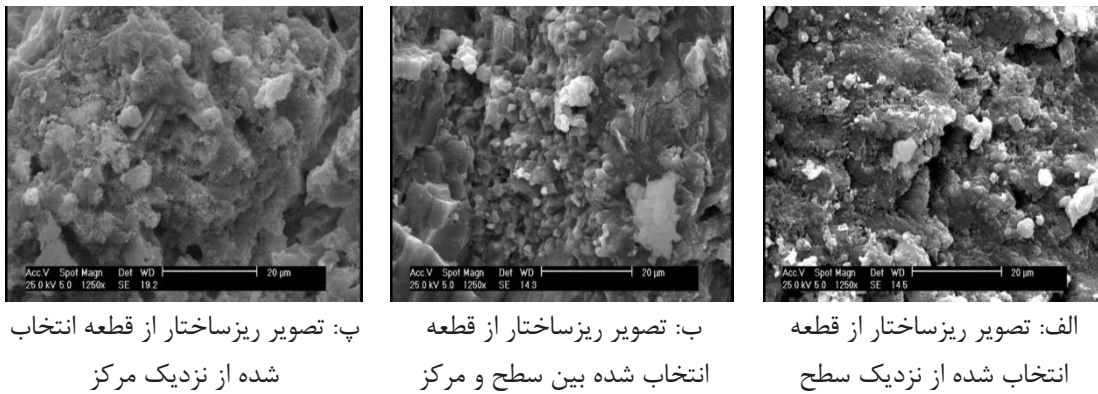 Acc.V Spot Magn Det WD 20 µm
25.0 kV 5.0 1250x SE 14.5
الف: تصویر ریزساختار از قطعه
انتخاب شده از نزدیک سطح
Acc.V Spot Magn Det WD 20 µm
25.0 kV 5.0 1250x SE 14.3
ب: تصویر ریزساختار از قطعه
انتخاب شده بین سطح و مرکز
Acc.V Spot Magn Det WD 20 µm
25.0 kV 5.0 1250x SE 19.2
پ: تصویر ریزساختار از قطعه انتخاب
شده از نزدیک مرکز